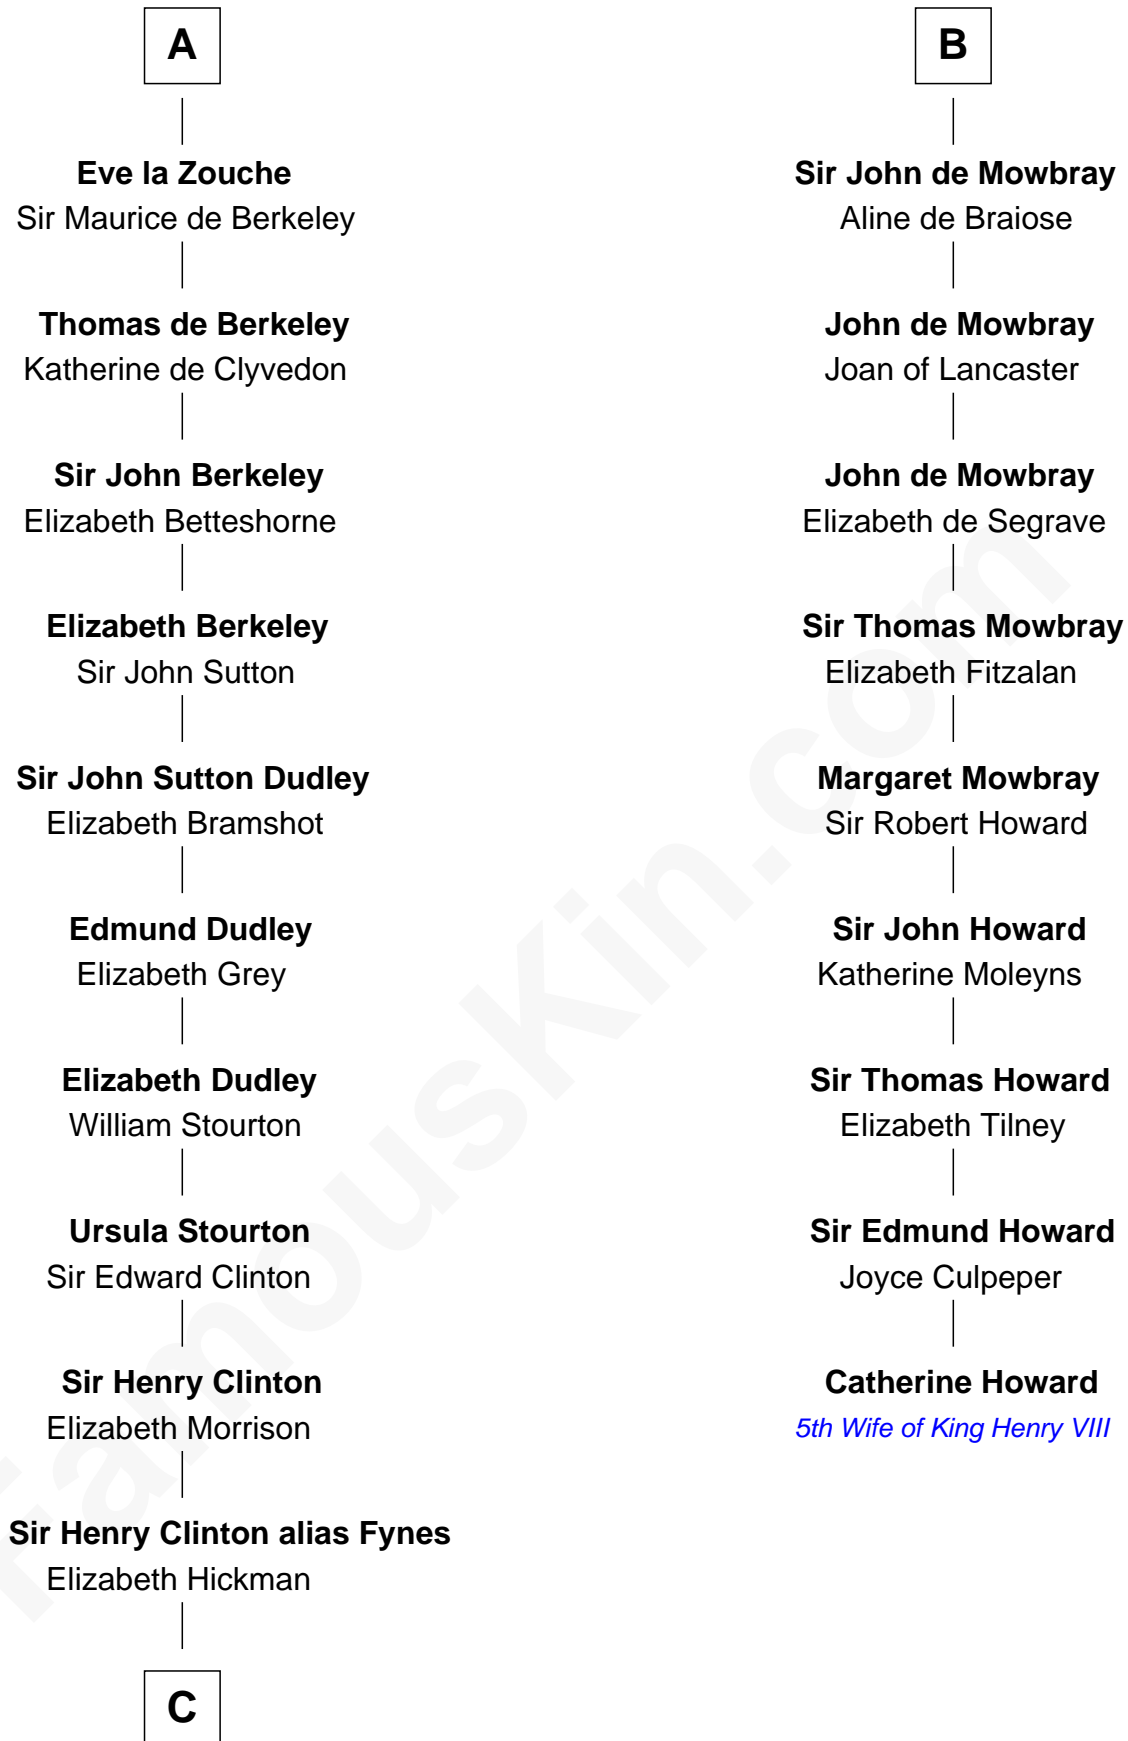 A
Eve la Zouche
Sir Maurice de Berkeley
Thomas de Berkeley
Katherine de Clyvedon
Sir John Berkeley
Elizabeth Betteshorne
Elizabeth Berkeley
Sir John Sutton
Sir John Sutton Dudley
Elizabeth Bramshot
Edmund Dudley
Elizabeth Grey
Elizabeth Dudley
William Stourton
Ursula Stourton
Sir Edward Clinton
Sir Henry Clinton
Elizabeth Morrison
Sir Henry Clinton alias Fynes
Elizabeth Hickman
C
B
Sir John de Mowbray
Aline de Braiose
John de Mowbray
Joan of Lancaster
John de Mowbray
Elizabeth de Segrave
Sir Thomas Mowbray
Elizabeth Fitzalan
Margaret Mowbray
Sir Robert Howard
Sir John Howard
Katherine Moleyns
Sir Thomas Howard
Elizabeth Tilney
Sir Edmund Howard
Joyce Culpeper
Catherine Howard
5th Wife of King Henry VIII
FamousKin.com